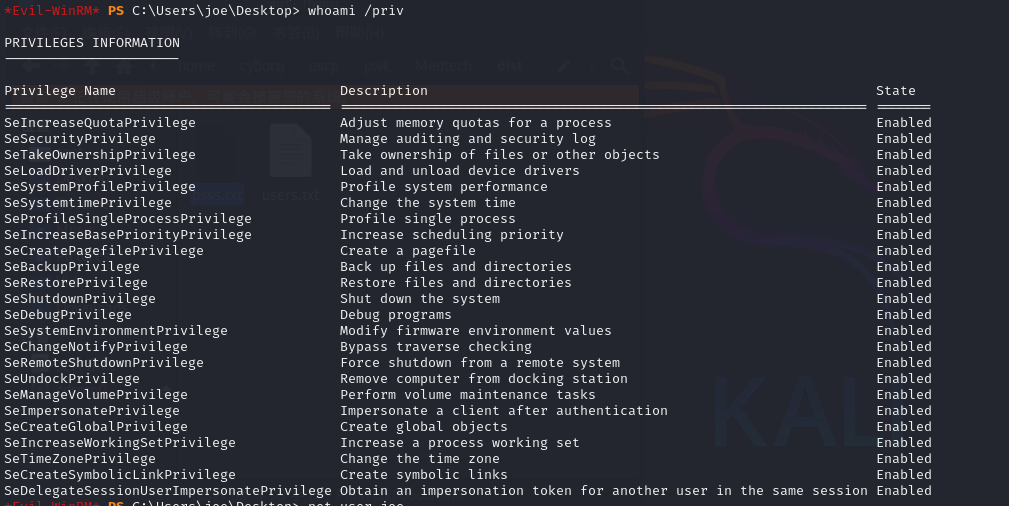 *Evil-WinRM* PS C:\Users\joe\Desktop> whoami /priv
PRIVILEGES INFORMATION
----------------------
Privilege Name Description State
========================================= ================================================================== =======
SeIncreaseQuotaPrivilege Adjust memory quotas for a process Enabled
SeSecurityPrivilege Manage auditing and security log Enabled
SeTakeOwnershipPrivilege Take ownership of files or other objects Enabled
SeLoadDriverPrivilege Load and unload device drivers Enabled
SeSystemProfilePrivilege Profile system performance Enabled
SeSystemtimePrivilege Change the system time Enabled
SeProfileSingleProcessPrivilege Profile single process Enabled
SeIncreaseBasePriorityPrivilege Increase scheduling priority Enabled
SeCreatePagefilePrivilege Create a pagefile Enabled
SeBackupPrivilege Back up files and directories Enabled
SeRestorePrivilege Restore files and directories Enabled
SeShutdownPrivilege Shut down the system Enabled
SeDebugPrivilege Debug programs Enabled
SeSystemEnvironmentPrivilege Modify firmware environment values Enabled
SeChangeNotifyPrivilege Bypass traverse checking Enabled
SeRemoteShutdownPrivilege Force shutdown from a remote system Enabled
SeUndockPrivilege Remove computer from docking station Enabled
SeManageVolumePrivilege Perform volume maintenance tasks Enabled
SeImpersonatePrivilege Impersonate a client after authentication Enabled
SeCreateGlobalPrivilege Create global objects Enabled
SeIncreaseWorkingSetPrivilege Increase a process working set Enabled
SeTimeZonePrivilege Change the time zone Enabled
SeCreateSymbolicLinkPrivilege Create symbolic links Enabled
SeDelegateSessionUserImpersonatePrivilege Obtain an impersonation token for another user in the same session Enabled
*Evil-WinRM* PS C:\Users\joe\Desktop> net user joe
home
Medtech
pass.txt
users.txt
KAL